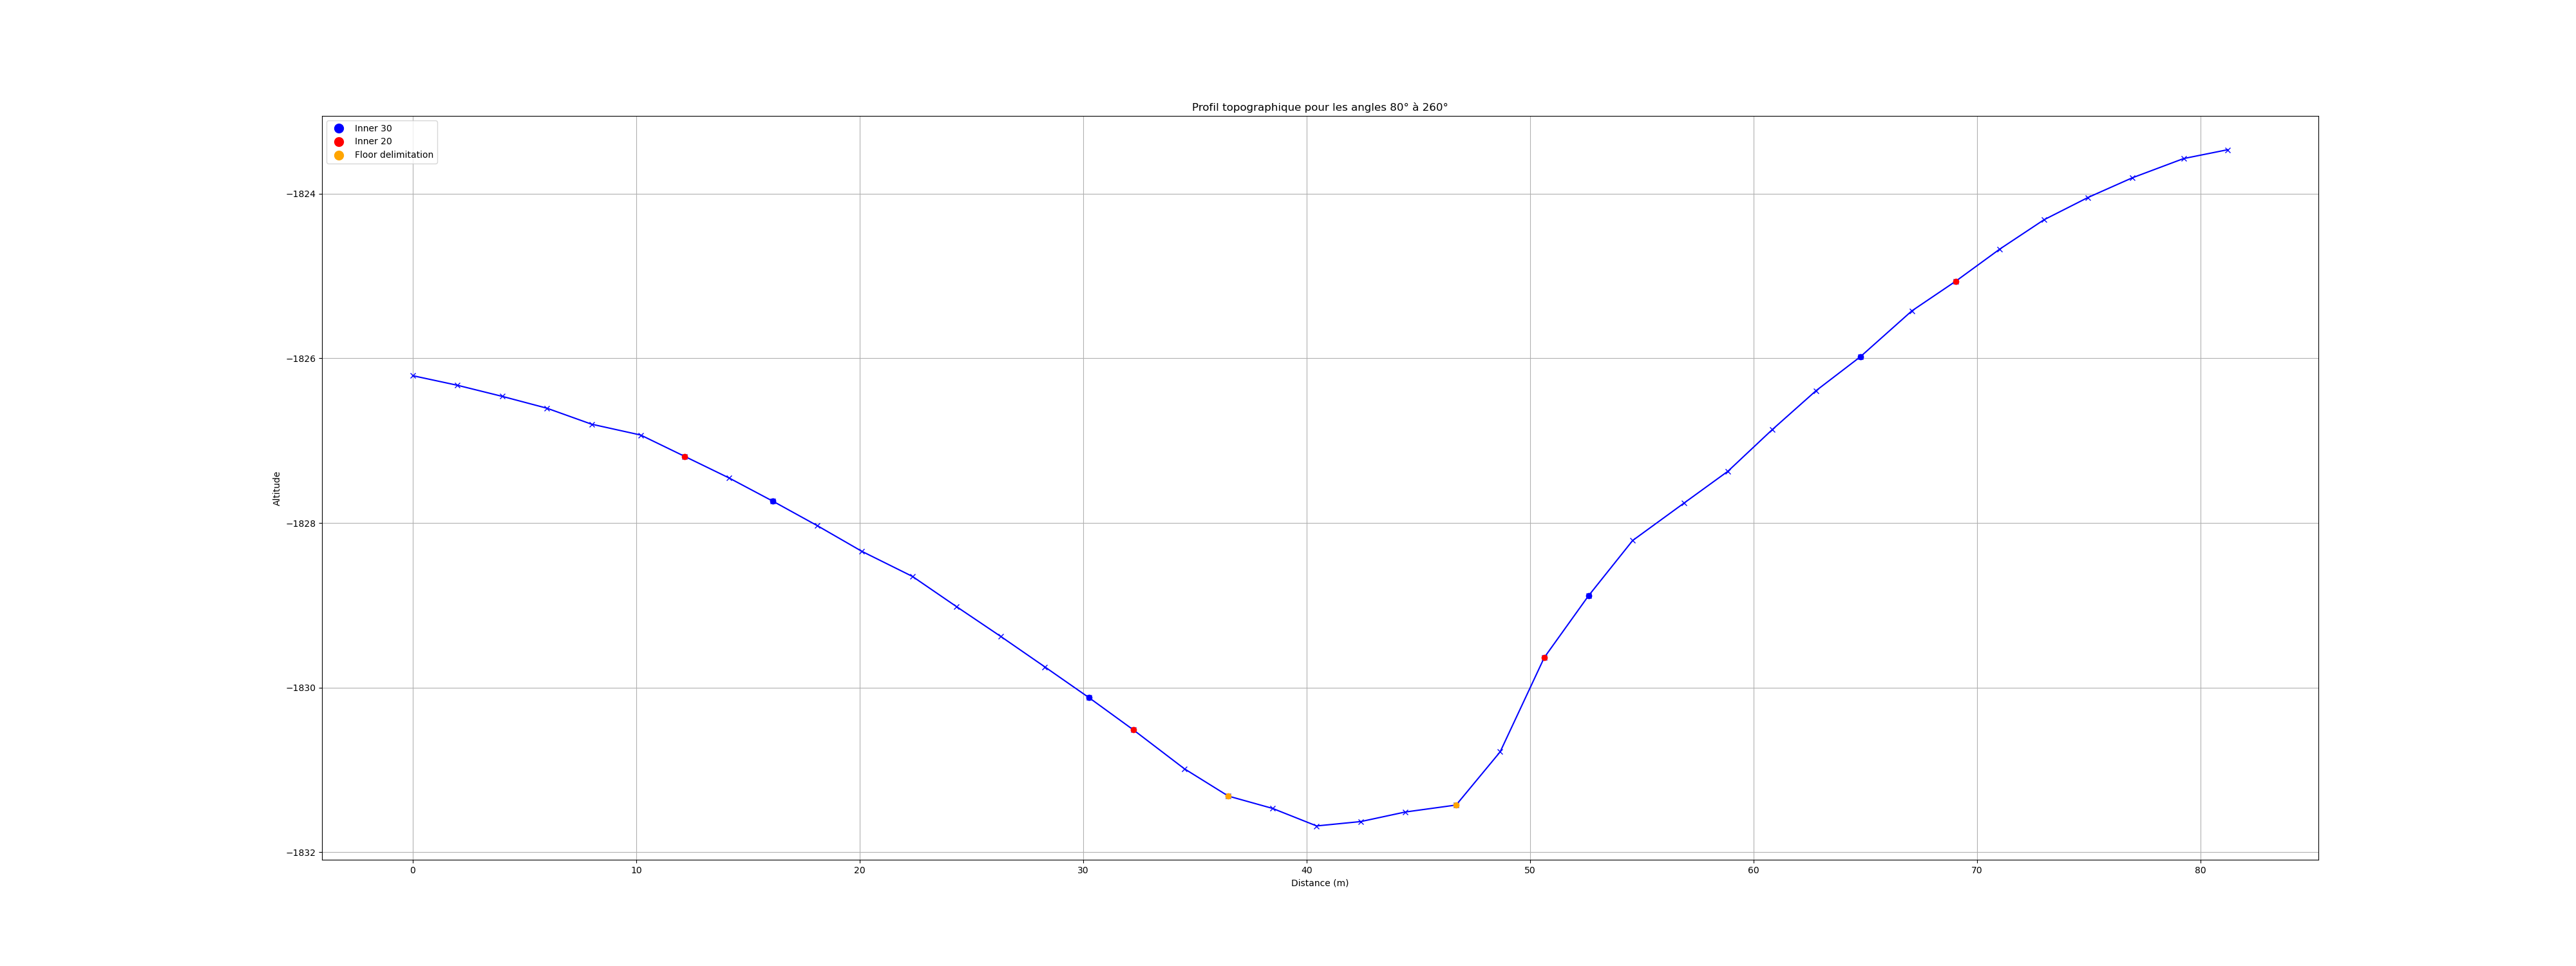 Profil topographique pour les angles 80° à 260°
Inner 30
Inner 20
Floor delimitation
Altitude
−1824
−1826
−1828
−1830
−1832
0 10 20 30 40 50 60 70 80
Distance (m)